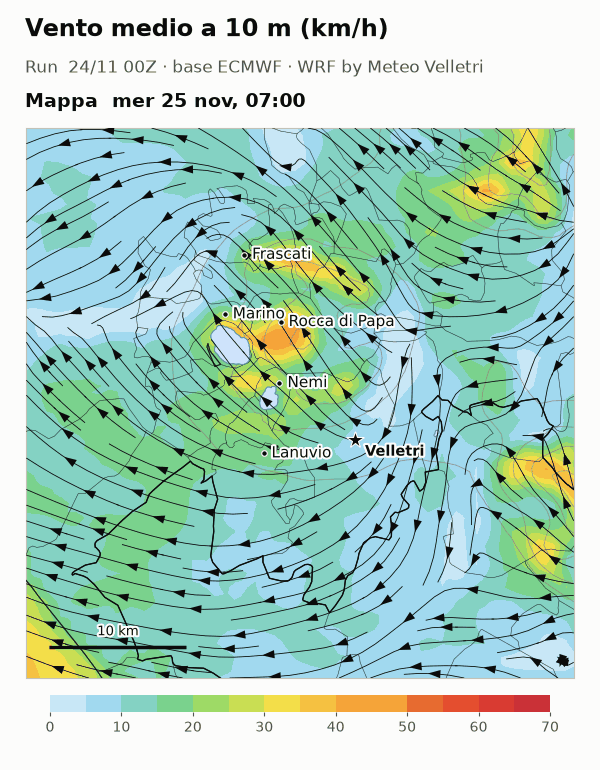 Vento medio a 10 m (km/h)
Run 24/11 00Z · base ECMWF · WRF by Meteo Velletri
Mappa mer 25 nov, 07:00
Frascati
Marino
Rocca di Papa
Nemi
Velletri
Lanuvio
10 km
0 10 20 30 40 50 60 70